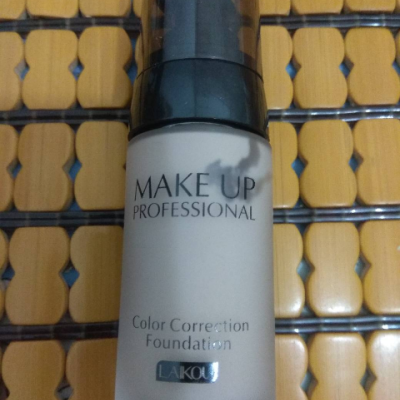 MAKE UP
PROFESSIONAL
Color Correction
Foundation
LAIKOU